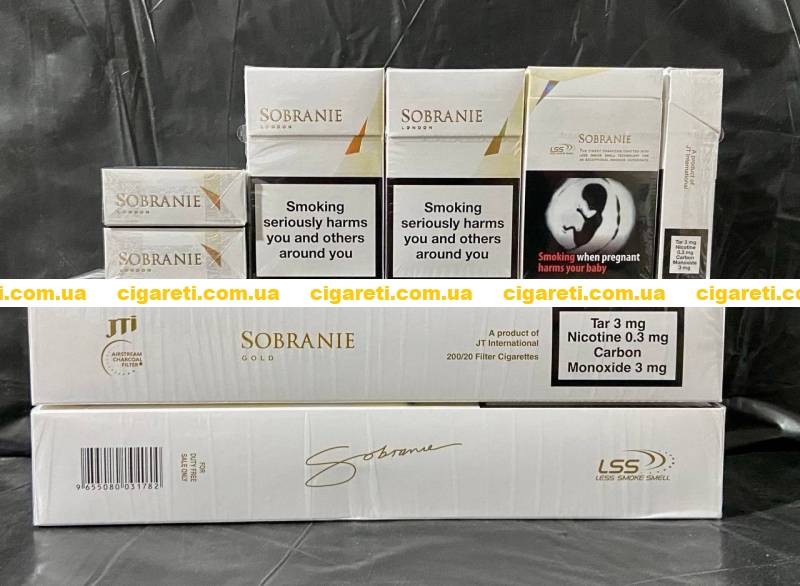 SOBRANIE
LONDON
Smoking
seriously harms
you and others
around you
SOBRANIE
LONDON
Smoking
seriously harms
you and others
around you
SOBRANIE
LSS
LESS SMOKE SMELL
Smoking when pregnant
harms your baby
A product of
JT International
Tar 3 mg
Nicotine
0.3 mg
Carbon
Monoxide
3 mg
SOBRANIE
LONDON
SOBRANIE
LONDON
i.com.ua cigareti.com.ua cigareti.com.ua cigareti.com.ua cigareti.com
JTi
AIRSTREAM
CHARCOAL
FILTER
SOBRANIE
GOLD
A product of
JT International
200/20 Filter Cigarettes
Tar 3 mg
Nicotine 0.3 mg
Carbon
Monoxide 3 mg
9 655080 031782
FOR
DUTY FREE
SALE ONLY
Sobranie
LSS
LESS SMOKE SMELL